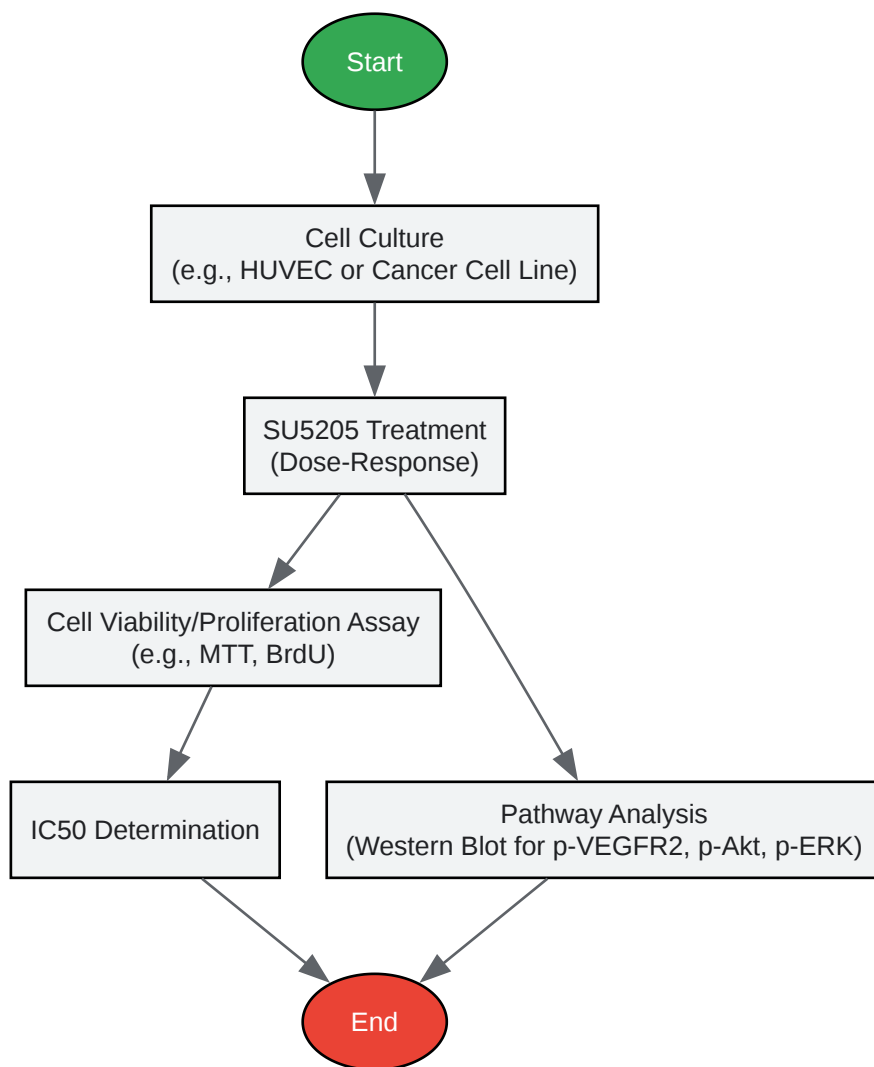 Start
Cell Culture
(e.g., HUVEC or Cancer Cell Line)
SU5205 Treatment
(Dose-Response)
Cell Viability/Proliferation Assay
(e.g., MTT, BrdU)
IC50 Determination
Pathway Analysis
(Western Blot for p-VEGFR2, p-Akt, p-ERK)
End